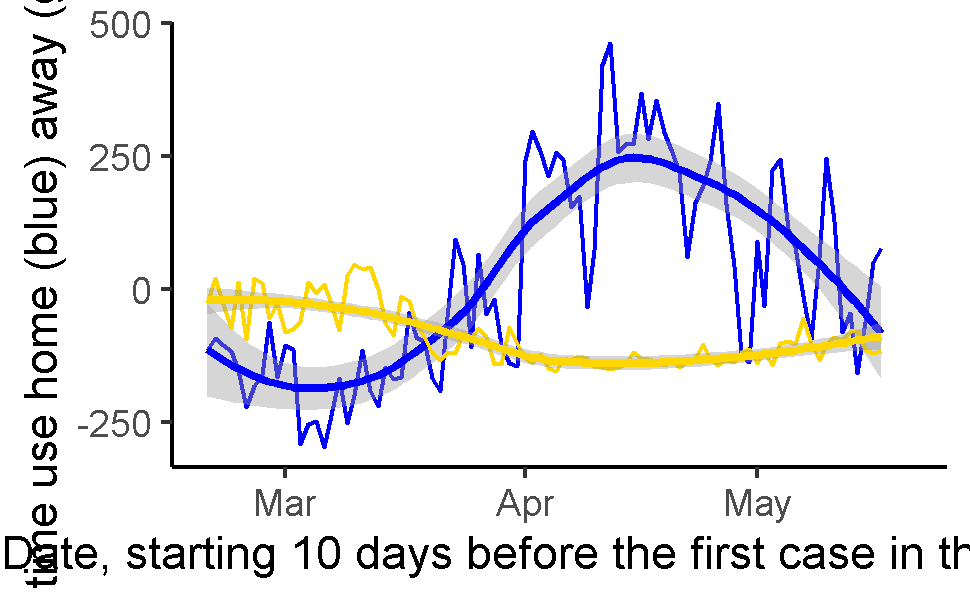 time use home (blue) away (
500
250
0
-250
Mar Apr May
Date, starting 10 days before the first case in th